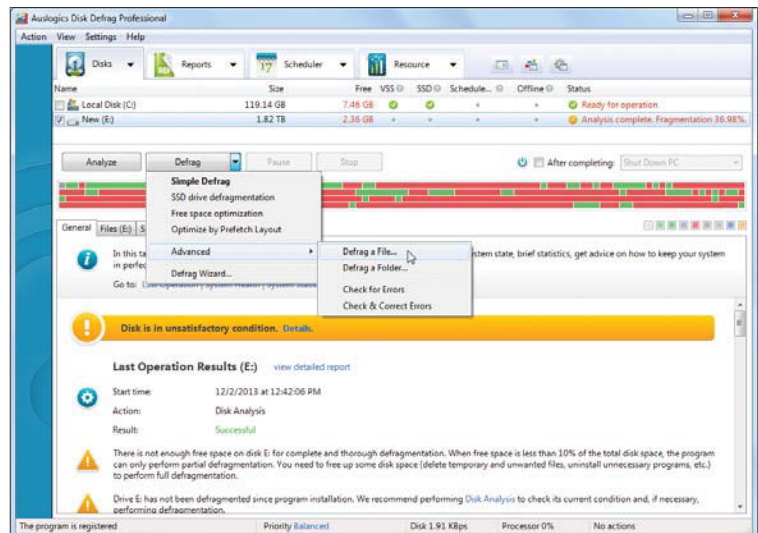 Auslogics Disk Defrag Professional
Action View Settings Help
Disks Reports 17 Scheduler Resource
Name Size Free VSS SSD Schedule... Offline Status
Local Disk (C:) 119.14 GB 7.46 GB Ready for operation
New (E:) 1.82 TB 2.36 GB Analysis complete. Fragmentation 36.98%.
Analyze Defrag Pause Stop After completing: Shut Down PC
Simple Defrag
SSD drive defragmentation
Free space optimization
Optimize by Prefetch Layout
Advanced
Defrag Wizard...
Defrag a File...
Defrag a Folder...
Check for Errors
Check & Correct Errors
General Files (E:) S
In this ta stem state, brief statistics, get advice on how to keep your system
in perfec
Go to: Last Operation | System Health | System Statis
Disk is in unsatisfactory condition. Details.
Last Operation Results (E:) view detailed report
Start time: 12/2/2013 at 12:42:06 PM
Action: Disk Analysis
Result: Successful
There is not enough free space on disk E: for complete and thorough defragmentation. When free space is less than 10% of the total disk space, the program
can only perform partial defragmentation. You need to free up some disk space (delete temporary and unwanted files, uninstall unnecessary programs, etc.)
to perform full defragmentation.
Drive E: has not been defragmented since program installation. We recommend performing Disk Analysis to check its current condition and, if necessary,
performing defragmentation.
The program is registered Priority Balanced Disk 1.91 KBps Processor 0% No actions